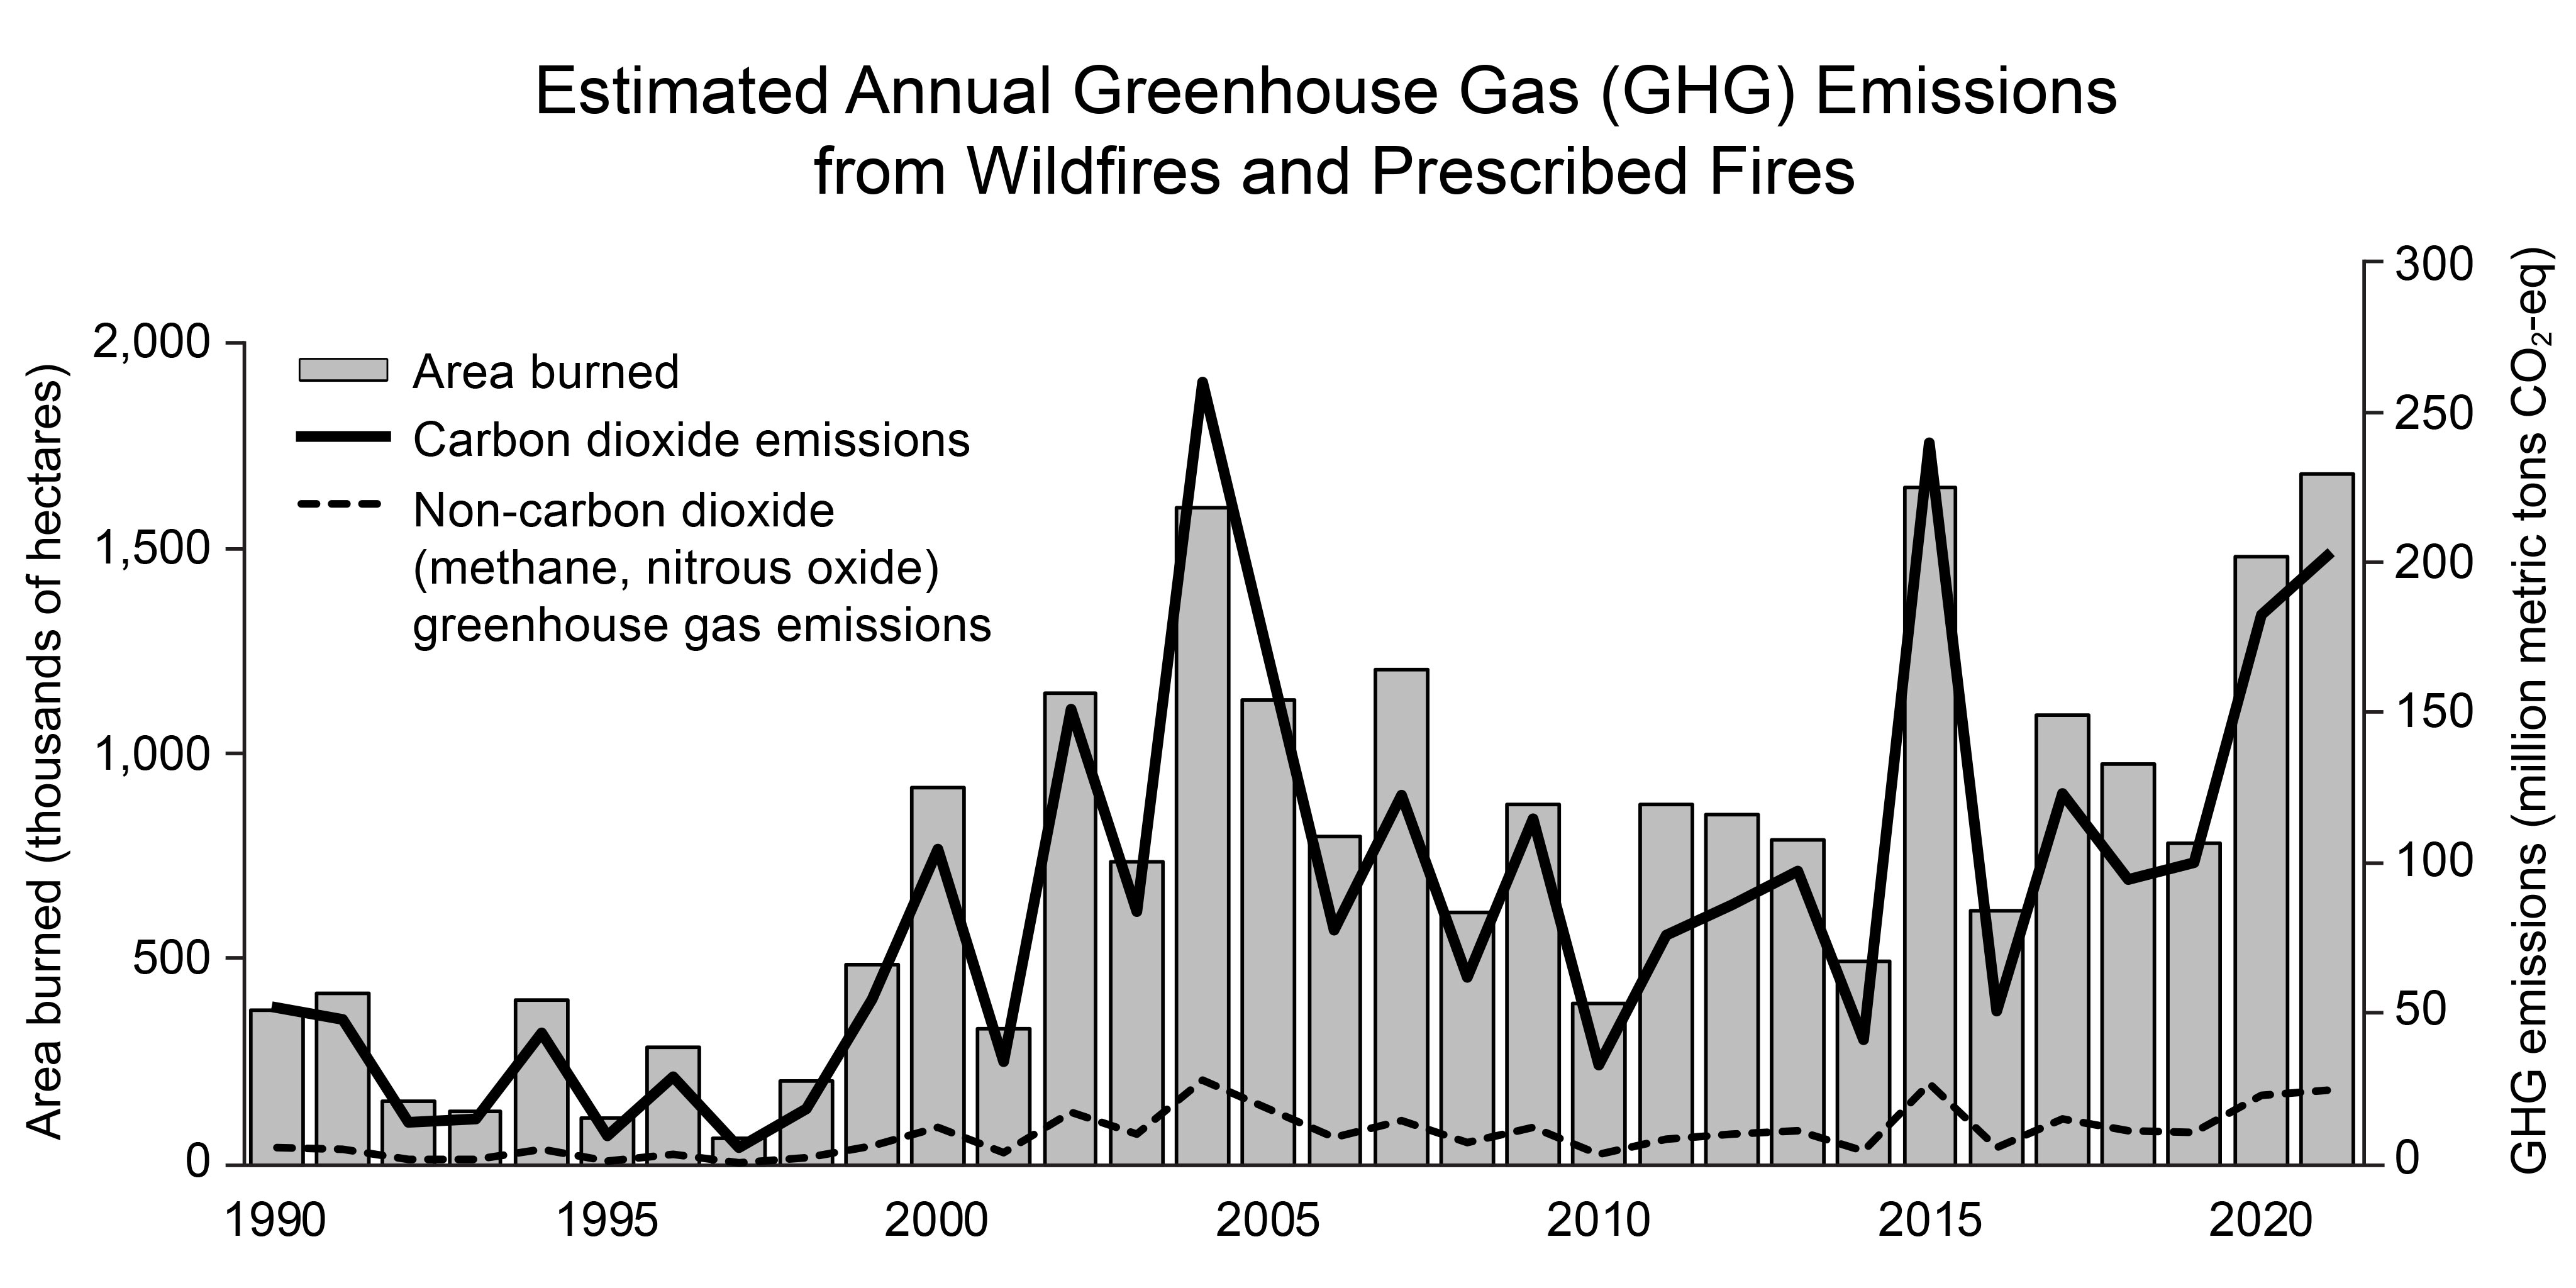 Estimated Annual Greenhouse Gas (GHG) Emissions
from Wildfires and Prescribed Fires
Area burned (thousands of hectares)
2,000
1,500
1,000
500
0
Area burned
Carbon dioxide emissions
Non-carbon dioxide
(methane, nitrous oxide)
greenhouse gas emissions
300
250
200
150
100
50
0
GHG emissions (million metric tons CO₂-eq)
1990 1995 2000 2005 2010 2015 2020